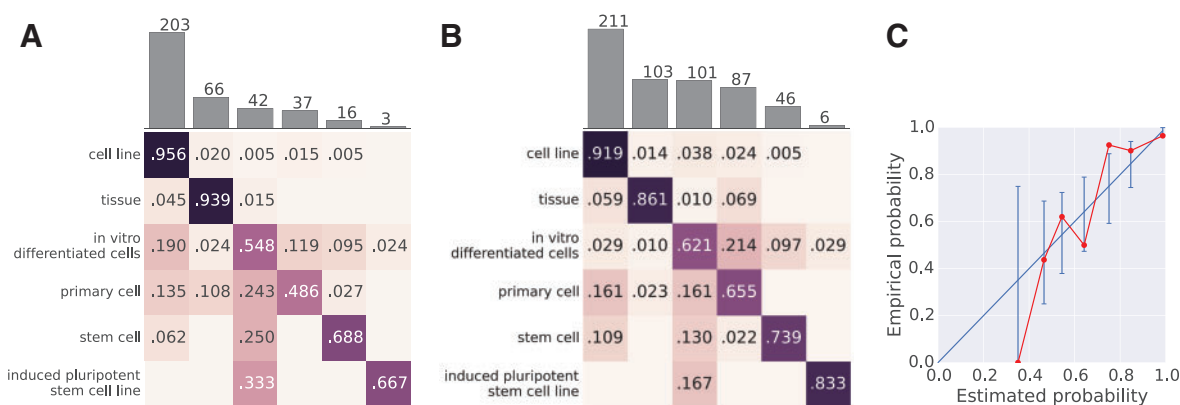 A
203
66
42
37
16
3
cell line
.956 .020 .005 .015 .005
tissue
.045 .939 .015
in vitro
differentiated cells
.190 .024 .548 .119 .095 .024
primary cell
.135 .108 .243 .486 .027
stem cell
.062 .250 .688
induced pluripotent
stem cell line
.333 .667
B
211
103
101
87
46
6
cell line
.919 .014 .038 .024 .005
tissue
.059 .861 .010 .069
in vitro
differentiated cells
.029 .010 .621 .214 .097 .029
primary cell
.161 .023 .161 .655
stem cell
.109 .130 .022 .739
induced pluripotent
stem cell line
.167 .833
C
Empirical probability
1.0
0.8
0.6
0.4
0.2
0.0
0.0 0.2 0.4 0.6 0.8 1.0
Estimated probability